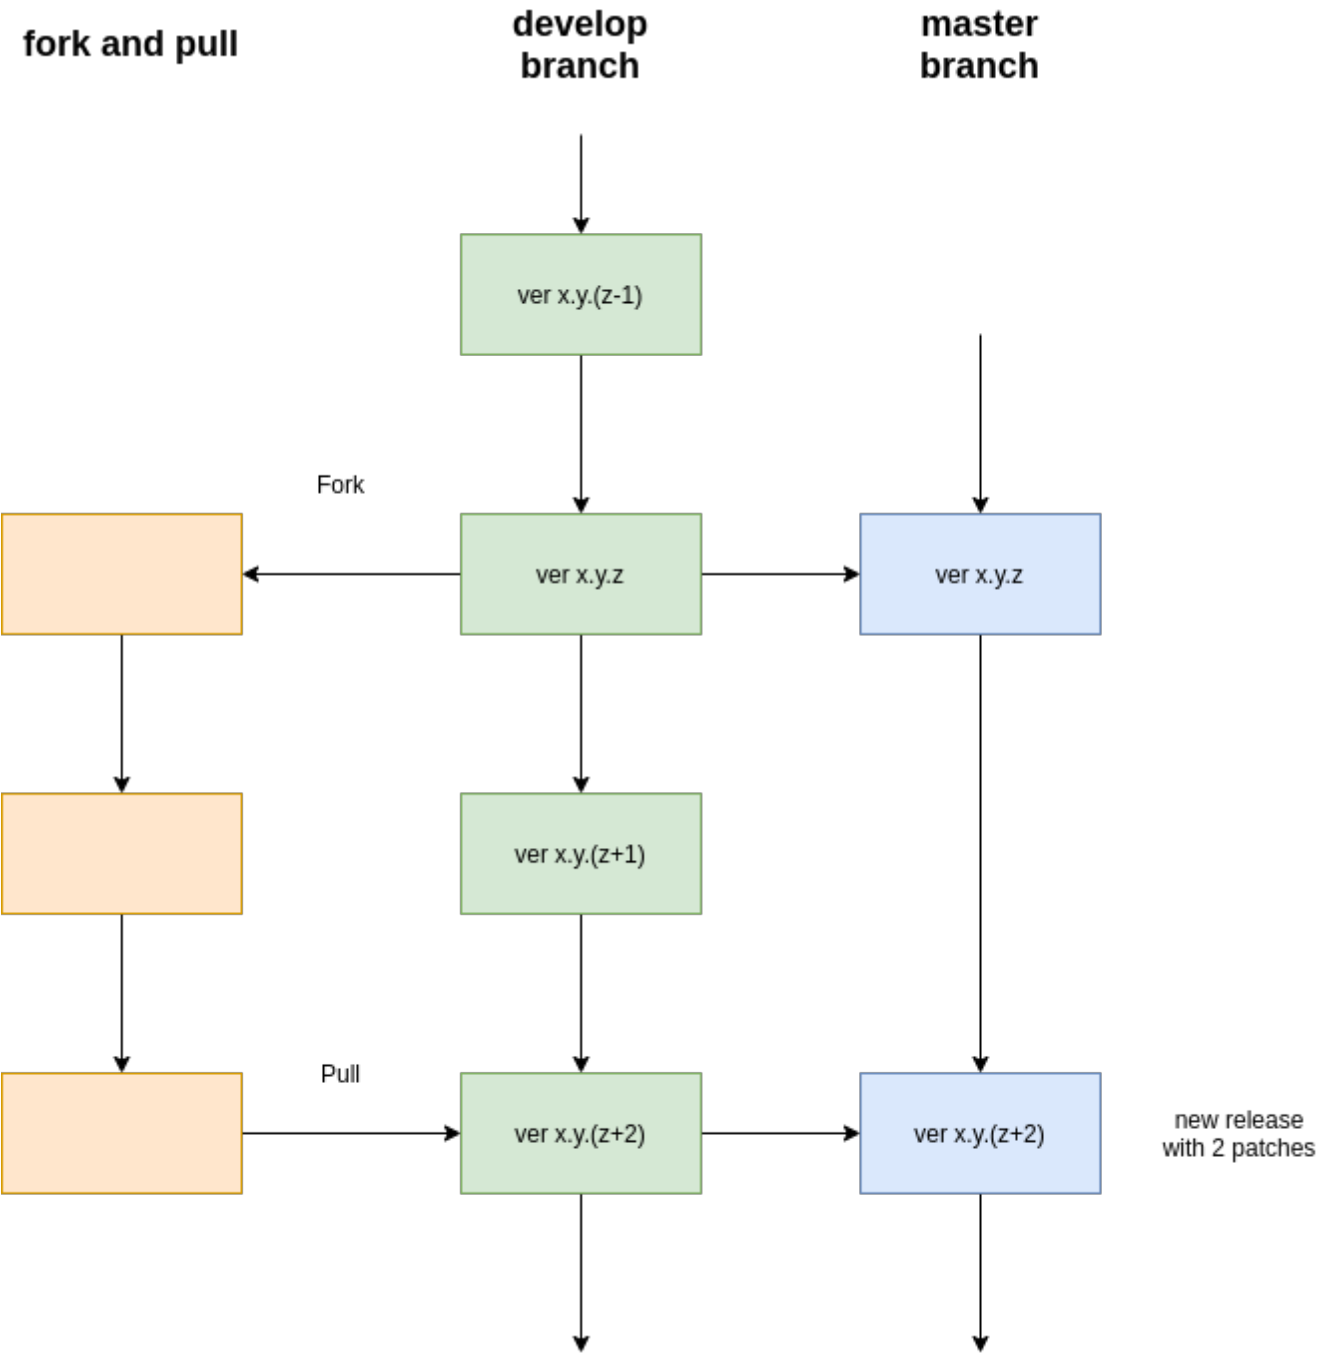 fork and pull
develop
branch
master
branch
ver x.y.(z-1)
Fork
ver x.y.z
ver x.y.z
ver x.y.(z+1)
Pull
ver x.y.(z+2)
ver x.y.(z+2)
new release
with 2 patches